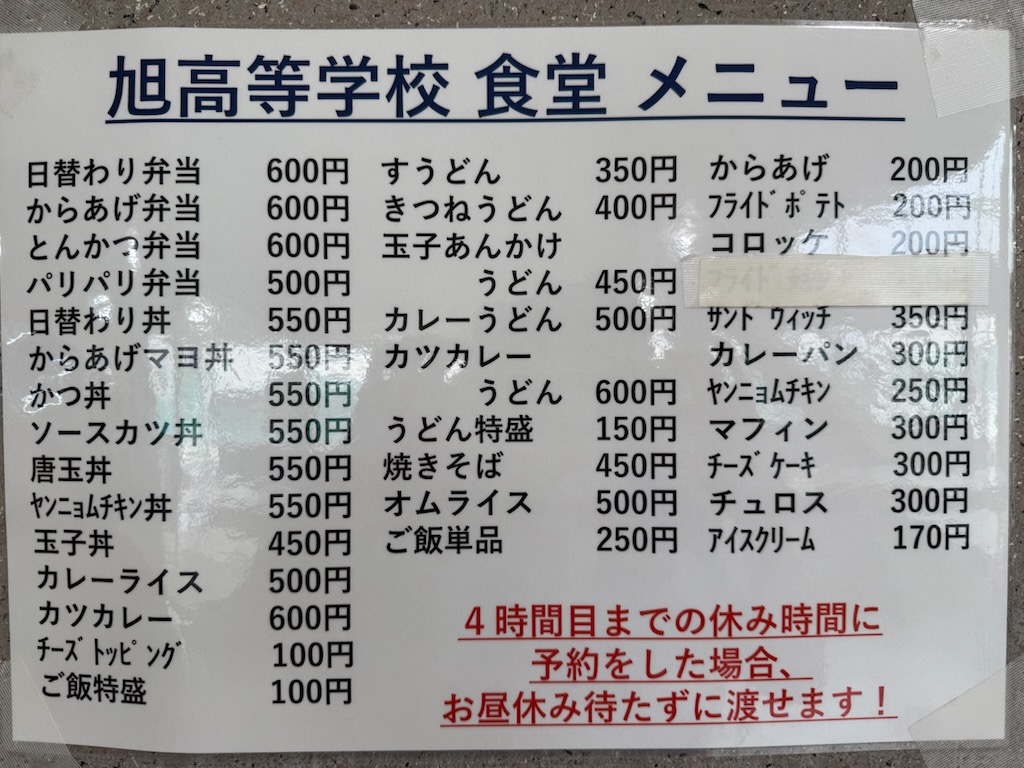 旭高等学校 食堂 メニュー
日替わり弁当 600円
からあげ弁当 600円
とんかつ弁当 600円
パリパリ弁当 500円
日替わり丼 550円
からあげマヨ丼 550円
かつ丼 550円
ソースカツ丼 550円
唐玉丼 550円
ﾔﾝﾆｮﾑﾁｷﾝ丼 550円
玉子丼 450円
カレーライス 500円
カツカレー 600円
ﾁｰｽﾞﾄｯﾋﾟﾝｸﾞ 100円
ご飯特盛 100円
すうどん 350円
きつねうどん 400円
玉子あんかけ
うどん 450円
カレーうどん 500円
カツカレー
うどん 600円
うどん特盛 150円
焼きそば 450円
オムライス 500円
ご飯単品 250円
からあげ 200円
ﾌﾗｲﾄﾞﾎﾟﾃﾄ 200円
コロッケ 200円
ﾌﾗｲﾄﾞ
ｻﾝﾄﾞｳｨｯﾁ 350円
カレーパン 300円
ﾔﾝﾆｮﾑﾁｷﾝ 250円
マフィン 300円
ﾁｰｽﾞｹｰｷ 300円
チュロス 300円
ｱｲｽｸﾘｰﾑ 170円
４時間目までの休み時間に
予約をした場合、
お昼休み待たずに渡せます！